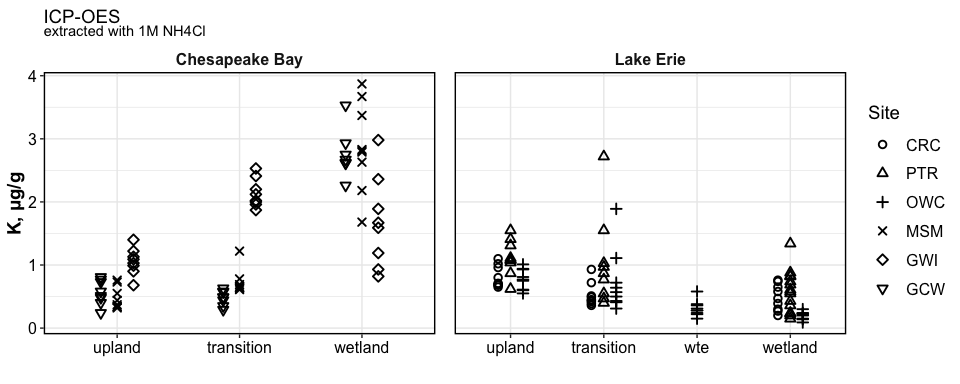 ICP-OES
extracted with 1M NH4Cl
Chesapeake Bay
Lake Erie
K, µg/g
4
3
2
1
0
upland transition wetland
upland transition wte wetland
Site
CRC
PTR
OWC
MSM
GWI
GCW